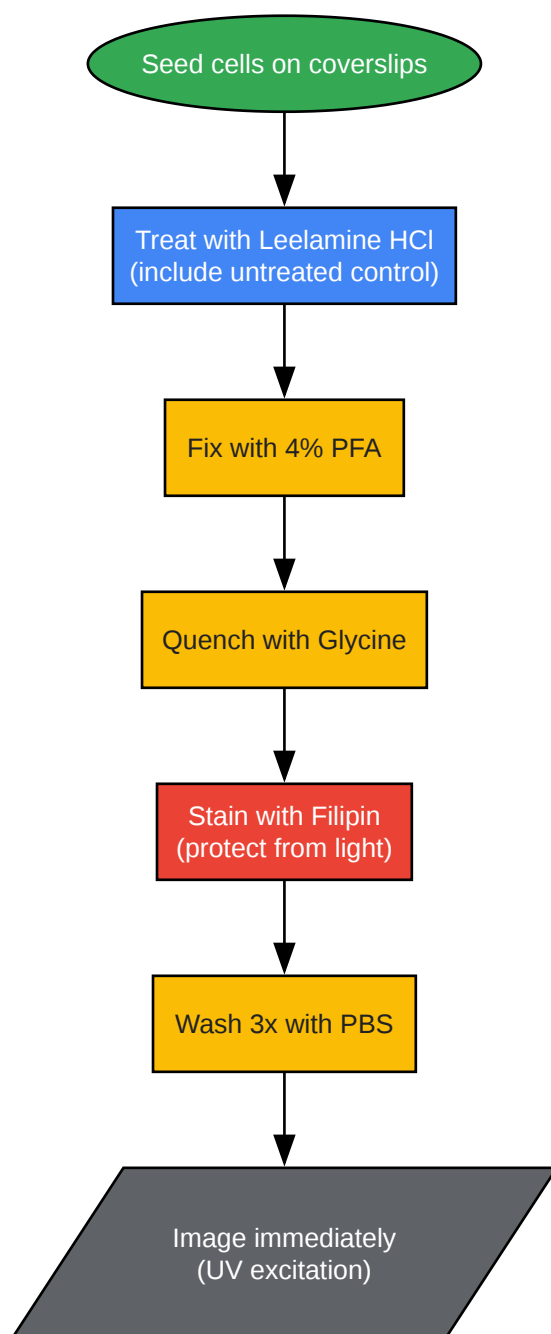 Seed cells on coverslips
Treat with Leelamine HCl
(include untreated control)
Fix with 4% PFA
Quench with Glycine
Stain with Filipin
(protect from light)
Wash 3x with PBS
Image immediately
(UV excitation)